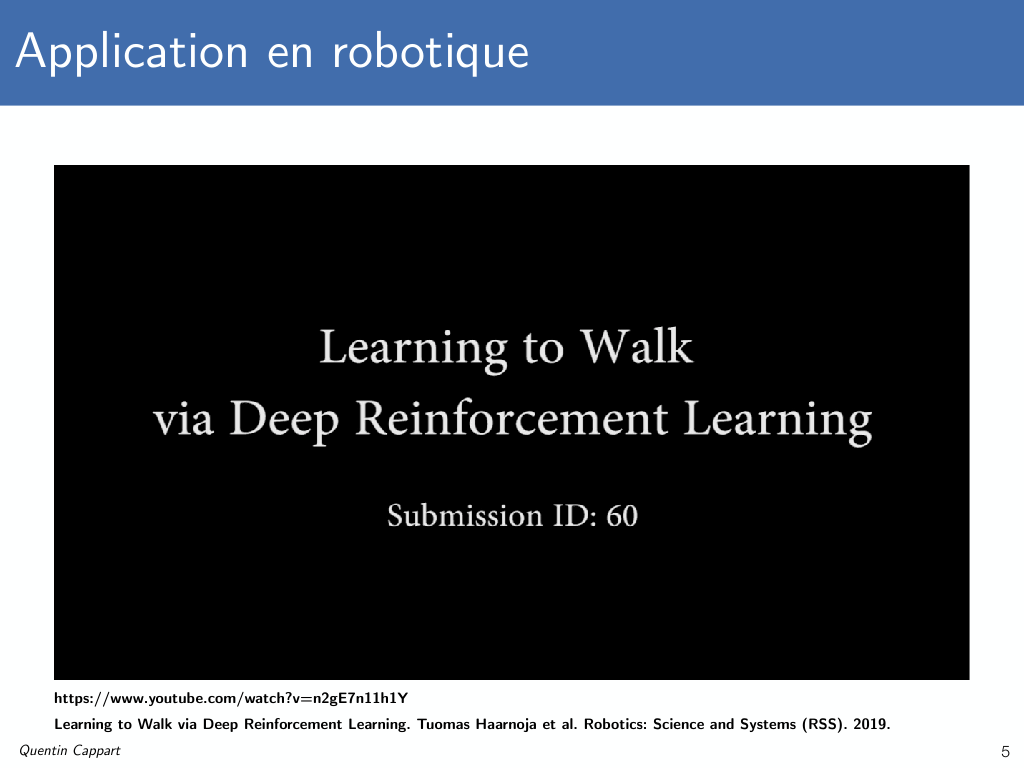 Application en robotique
Learning to Walk
via Deep Reinforcement Learning
Submission ID: 60
https://www.youtube.com/watch?v=n2gE7n11h1Y
Learning to Walk via Deep Reinforcement Learning. Tuomas Haarnoja et al. Robotics: Science and Systems (RSS). 2019.
Quentin Cappart
5